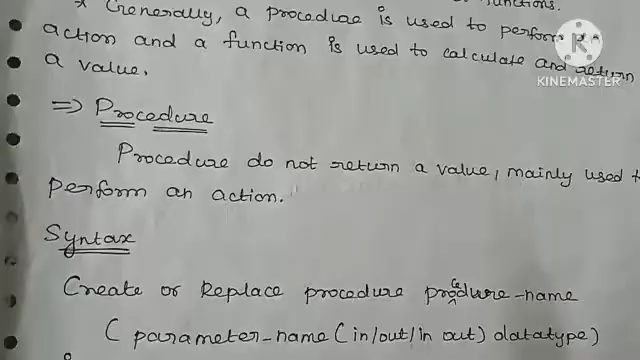 * Generally, a procedure is used to perform an
action and a function is used to calculate and return
a value.
KINEMASTER
=> Procedure
Procedure do not return a value, mainly used t
perform an action.
Syntax
Create or Replace procedure procedure-name
( parameter-name (in/out/in out) datatype)